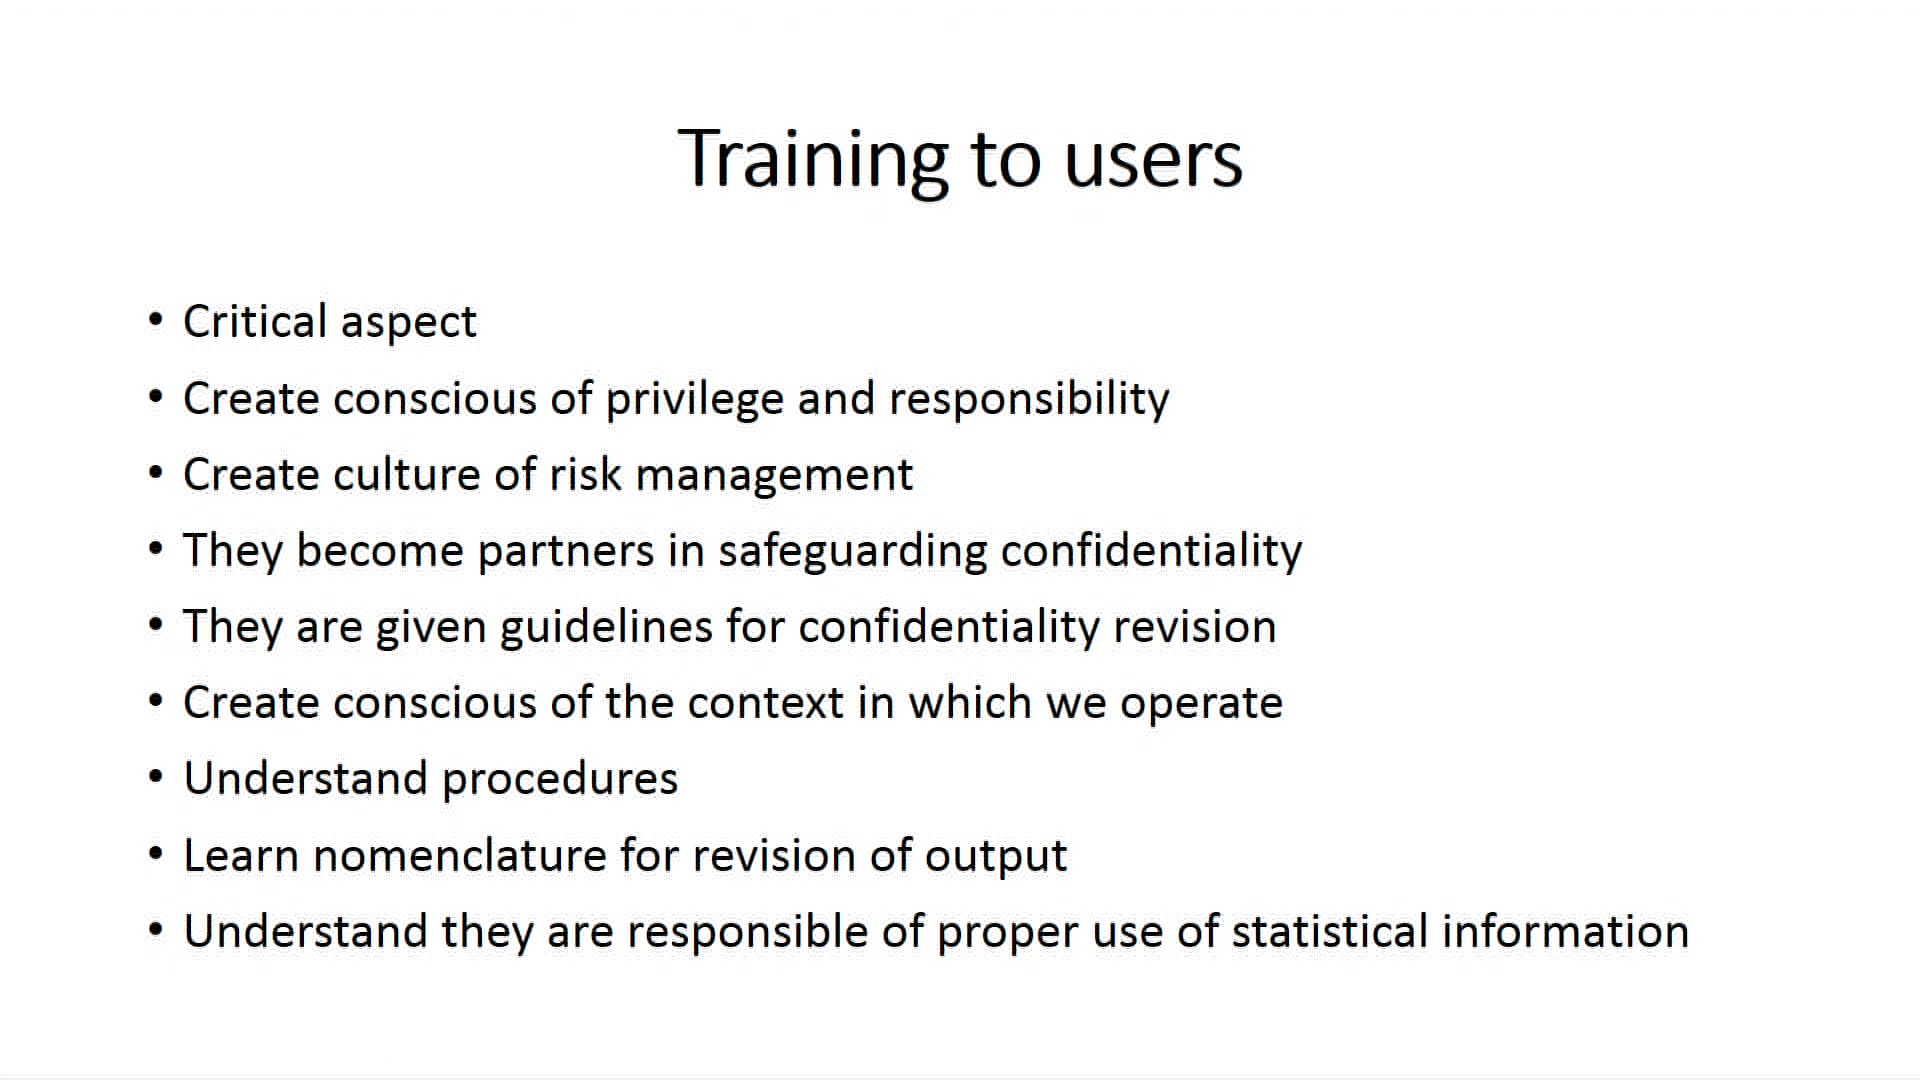 Training to users
• Critical aspect
• Create conscious of privilege and responsibility
• Create culture of risk management
• They become partners in safeguarding confidentiality
• They are given guidelines for confidentiality revision
• Create conscious of the context in which we operate
• Understand procedures
• Learn nomenclature for revision of output
• Understand they are responsible of proper use of statistical information